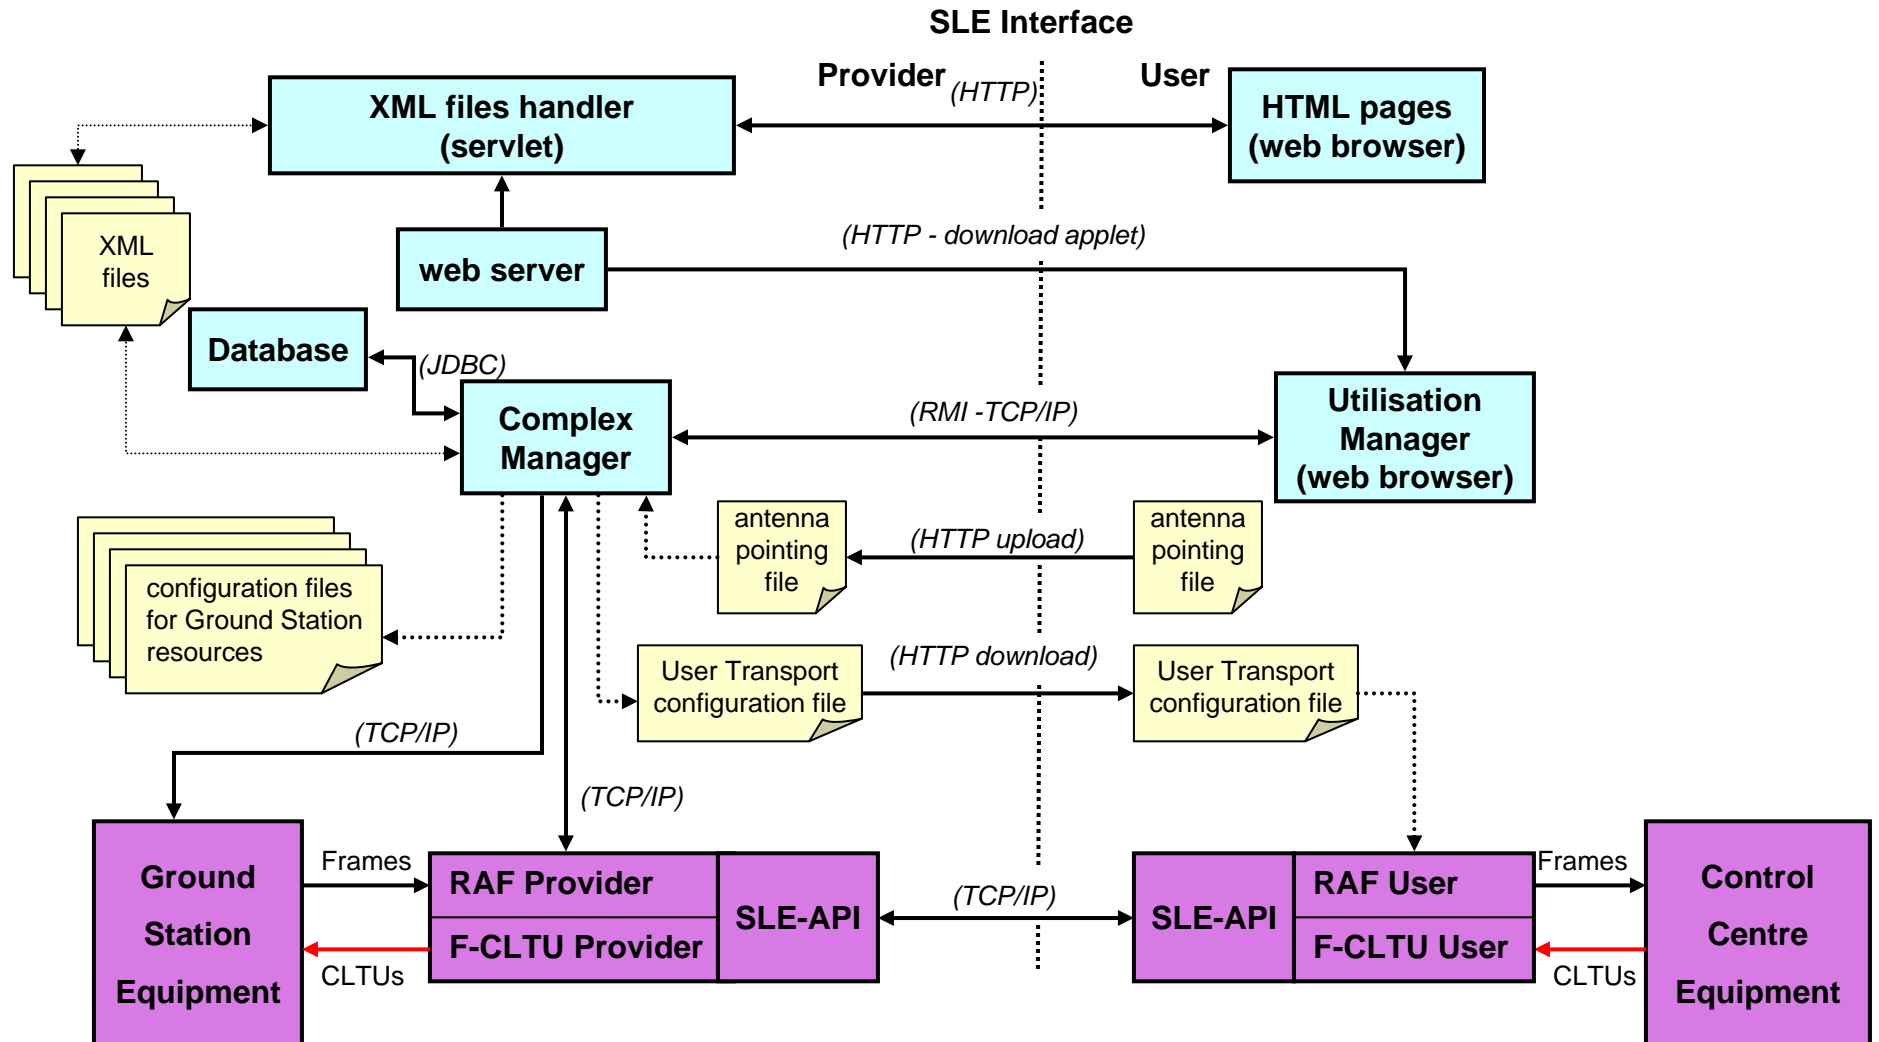 SLE Interface
Provider
(HTTP)
User
XML files handler
(servlet)
HTML pages
(web browser)
XML
files
web server
(HTTP - download applet)
Database
(JDBC)
Complex
Manager
(RMI -TCP/IP)
Utilisation
Manager
(web browser)
antenna
pointing
file
(HTTP upload)
antenna
pointing
file
configuration files
for Ground Station
resources
User Transport
configuration file
(HTTP download)
User Transport
configuration file
(TCP/IP)
(TCP/IP)
Ground
Station
Equipment
Frames
CLTUs
RAF Provider
F-CLTU Provider
SLE-API
(TCP/IP)
SLE-API
RAF User
F-CLTU User
Frames
CLTUs
Control
Centre
Equipment